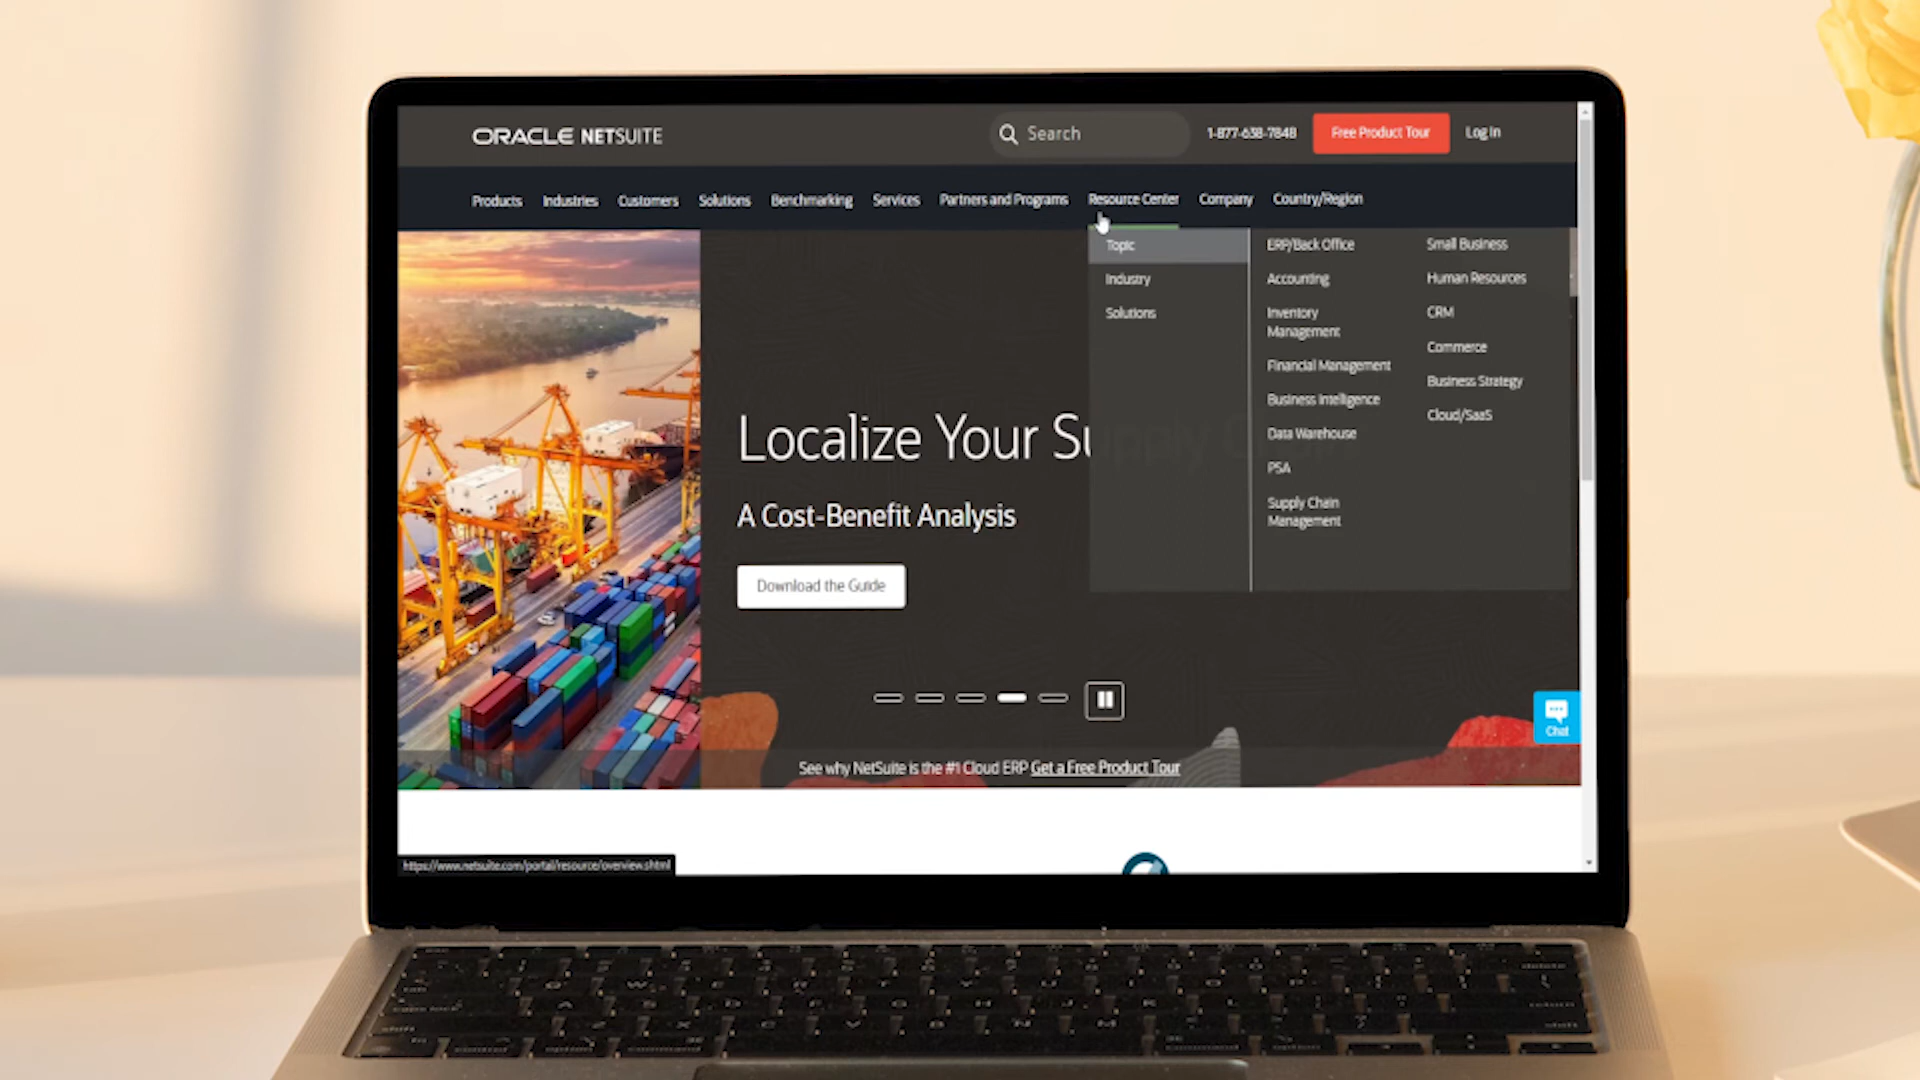 ORACLE NETSUITE
Search
1-877-638-7848
Free Product Tour
Log In
Products Industries Customers Solutions Benchmarking Services Partners and Programs Resource Center Company Country/Region
Topic
Industry
Solutions
ERP/Back Office
Accounting
Inventory
Management
Financial Management
Business Intelligence
Data Warehouse
PSA
Supply Chain
Management
Small Business
Human Resources
CRM
Commerce
Business Strategy
Cloud/SaaS
Localize Your Supply
A Cost-Benefit Analysis
Download the Guide
Chat
See why NetSuite is the #1 Cloud ERP Get a Free Product Tour
https://www.netsuite.com/portal/resource/overview.shtml